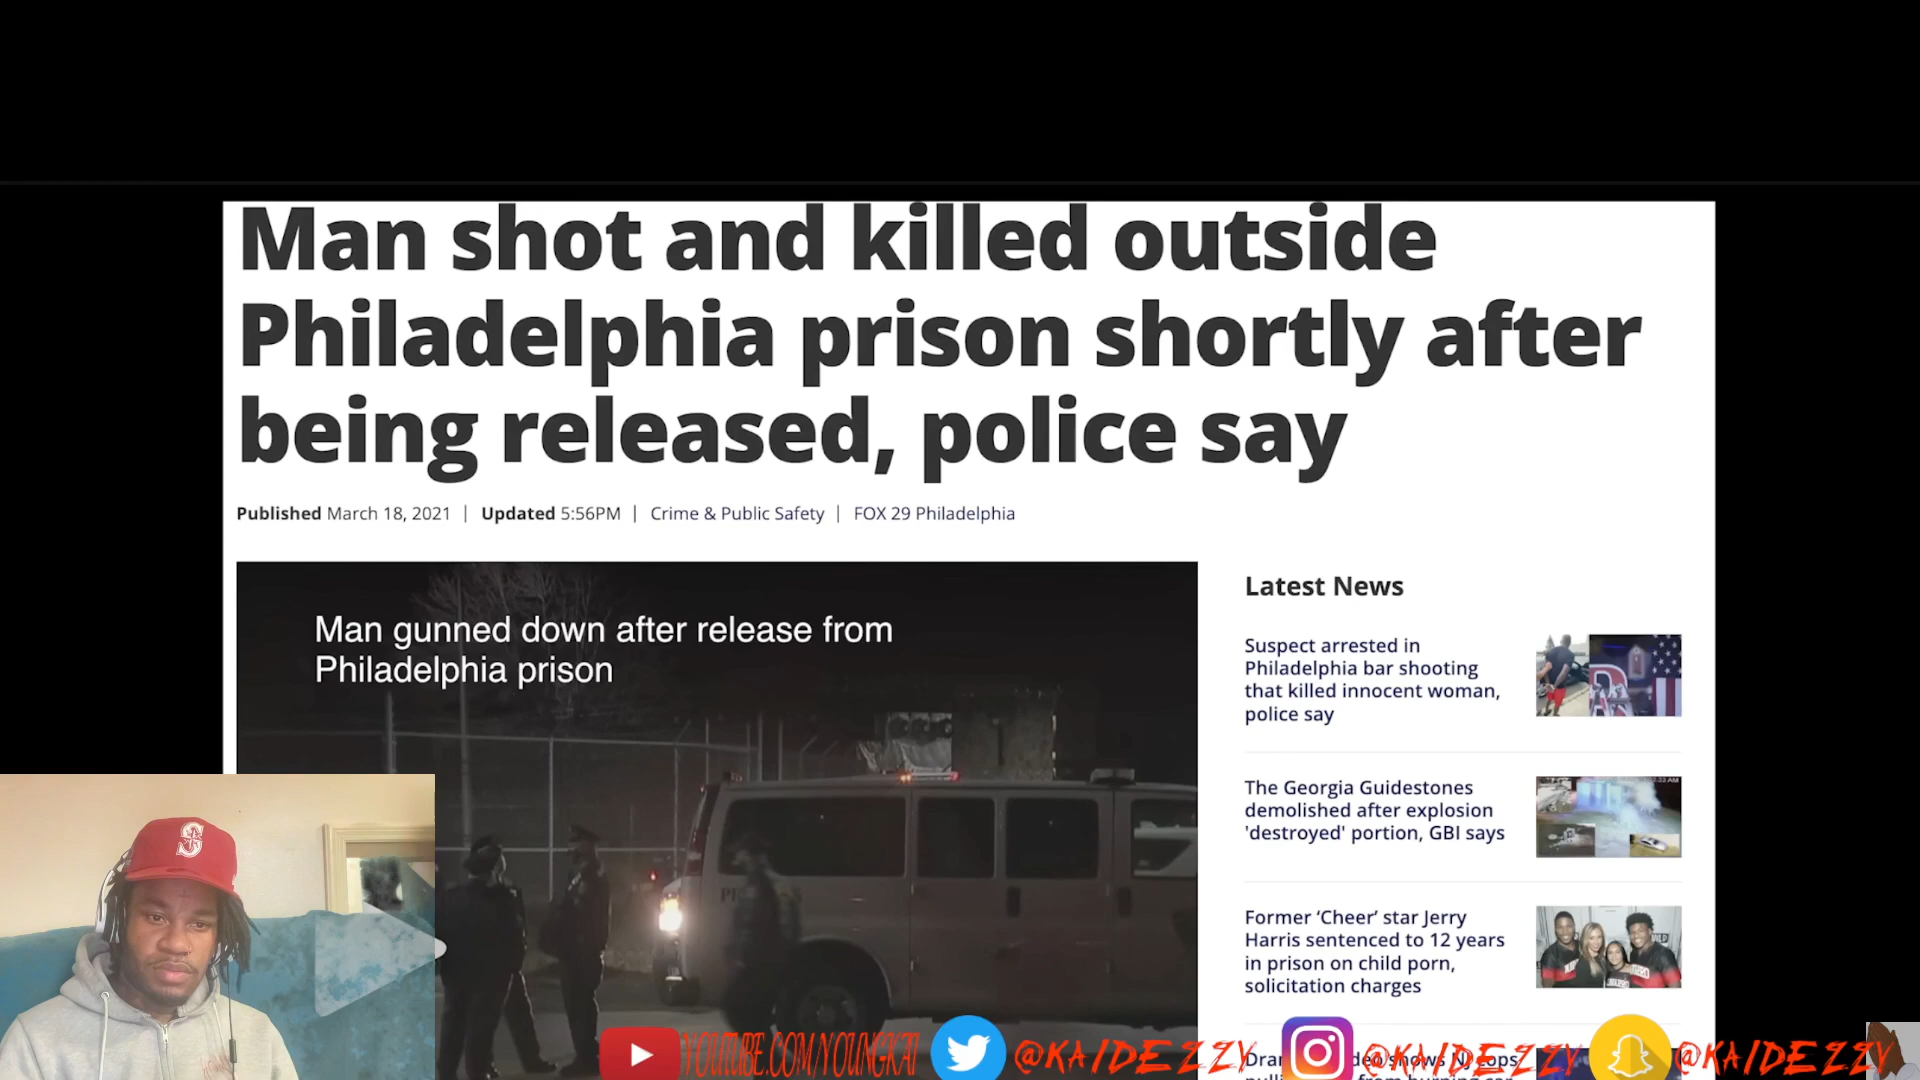 Man shot and killed outside
Philadelphia prison shortly after
being released, police say
Published March 18, 2021 | Updated 5:56PM | Crime & Public Safety | FOX 29 Philadelphia
Man gunned down after release from
Philadelphia prison
Latest News
Suspect arrested in
Philadelphia bar shooting
that killed innocent woman,
police say
The Georgia Guidestones
demolished after explosion
'destroyed' portion, GBI says
Former ‘Cheer’ star Jerry
Harris sentenced to 12 years
in prison on child porn,
solicitation charges
S
YOUTUBE.COM/YOUNGKAI
@KAIDEZZY
@KAIDEZZY
@KAIDEZZY